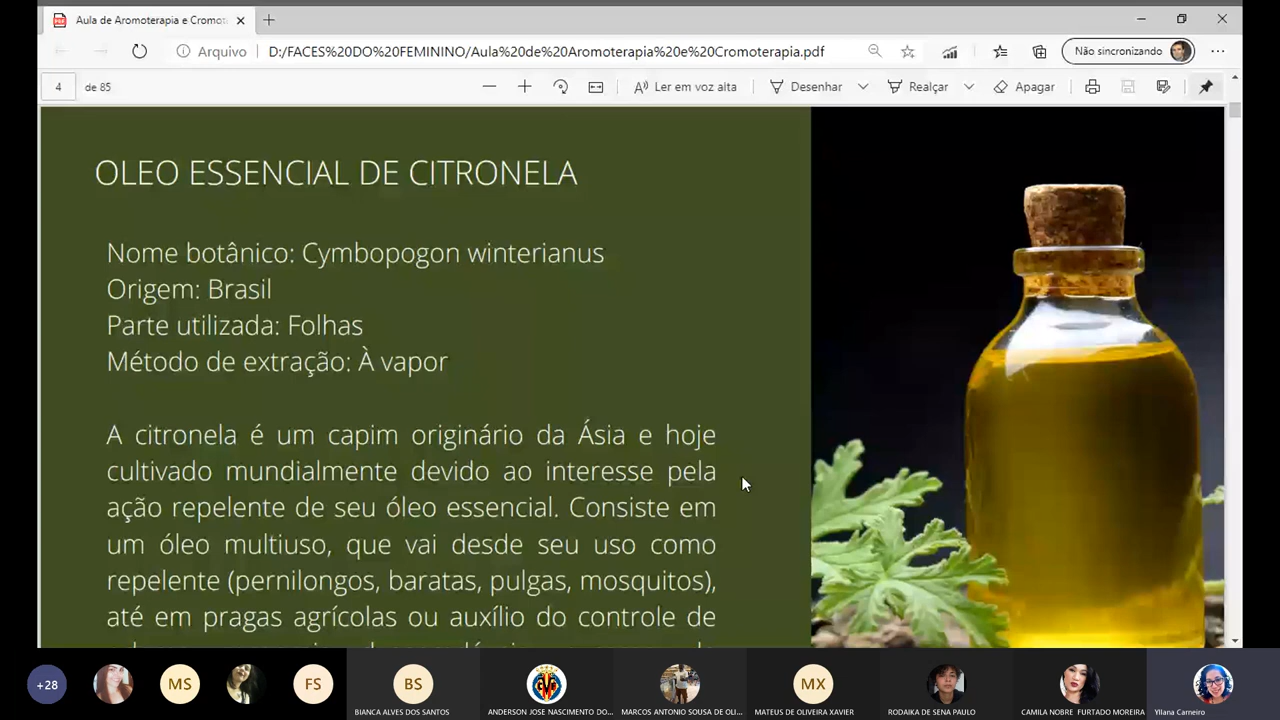 Aula de Aromoterapia e Cromot
Arquivo
D:/FACES%20DO%20FEMININO/Aula%20de%20Aromoterapia%20e%20Cromoterapia.pdf
Não sincronizando
4 de 85
Ler em voz alta
Desenhar
Realçar
Apagar
OLEO ESSENCIAL DE CITRONELA
Nome botânico: Cymbopogon winterianus
Origem: Brasil
Parte utilizada: Folhas
Método de extração: À vapor
A citronela é um capim originário da Ásia e hoje
cultivado mundialmente devido ao interesse pela
ação repelente de seu óleo essencial. Consiste em
um óleo multiuso, que vai desde seu uso como
repelente (pernilongos, baratas, pulgas, mosquitos),
até em pragas agrícolas ou auxílio do controle de
+28
MS
FS
BS
MX
BIANCA ALVES DOS SANTOS
ANDERSON JOSE NASCIMENTO DO...
MARCOS ANTONIO SOUSA DE OLI...
MATEUS DE OLIVEIRA XAVIER
RODAIKA DE SENA PAULO
CAMILA NOBRE FURTADO MOREIRA
Yllana Carneiro